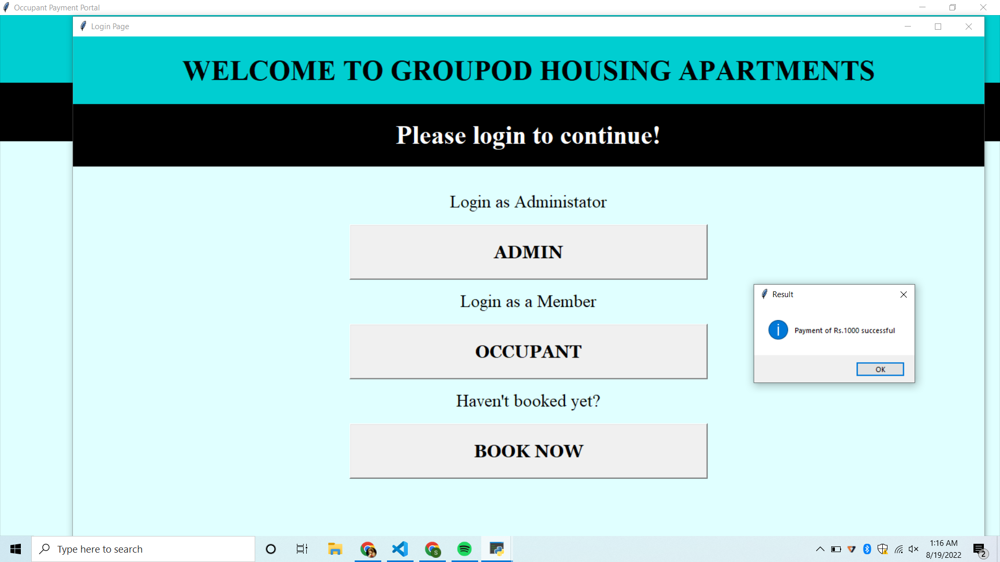 Occupant Payment Portal
Login Page
WELCOME TO GROUPOD HOUSING APARTMENTS
Please login to continue!
Login as Administator
ADMIN
Login as a Member
OCCUPANT
Haven't booked yet?
BOOK NOW
Result
Payment of Rs.1000 successful
OK
Type here to search
S
1:16 AM
8/19/2022
2